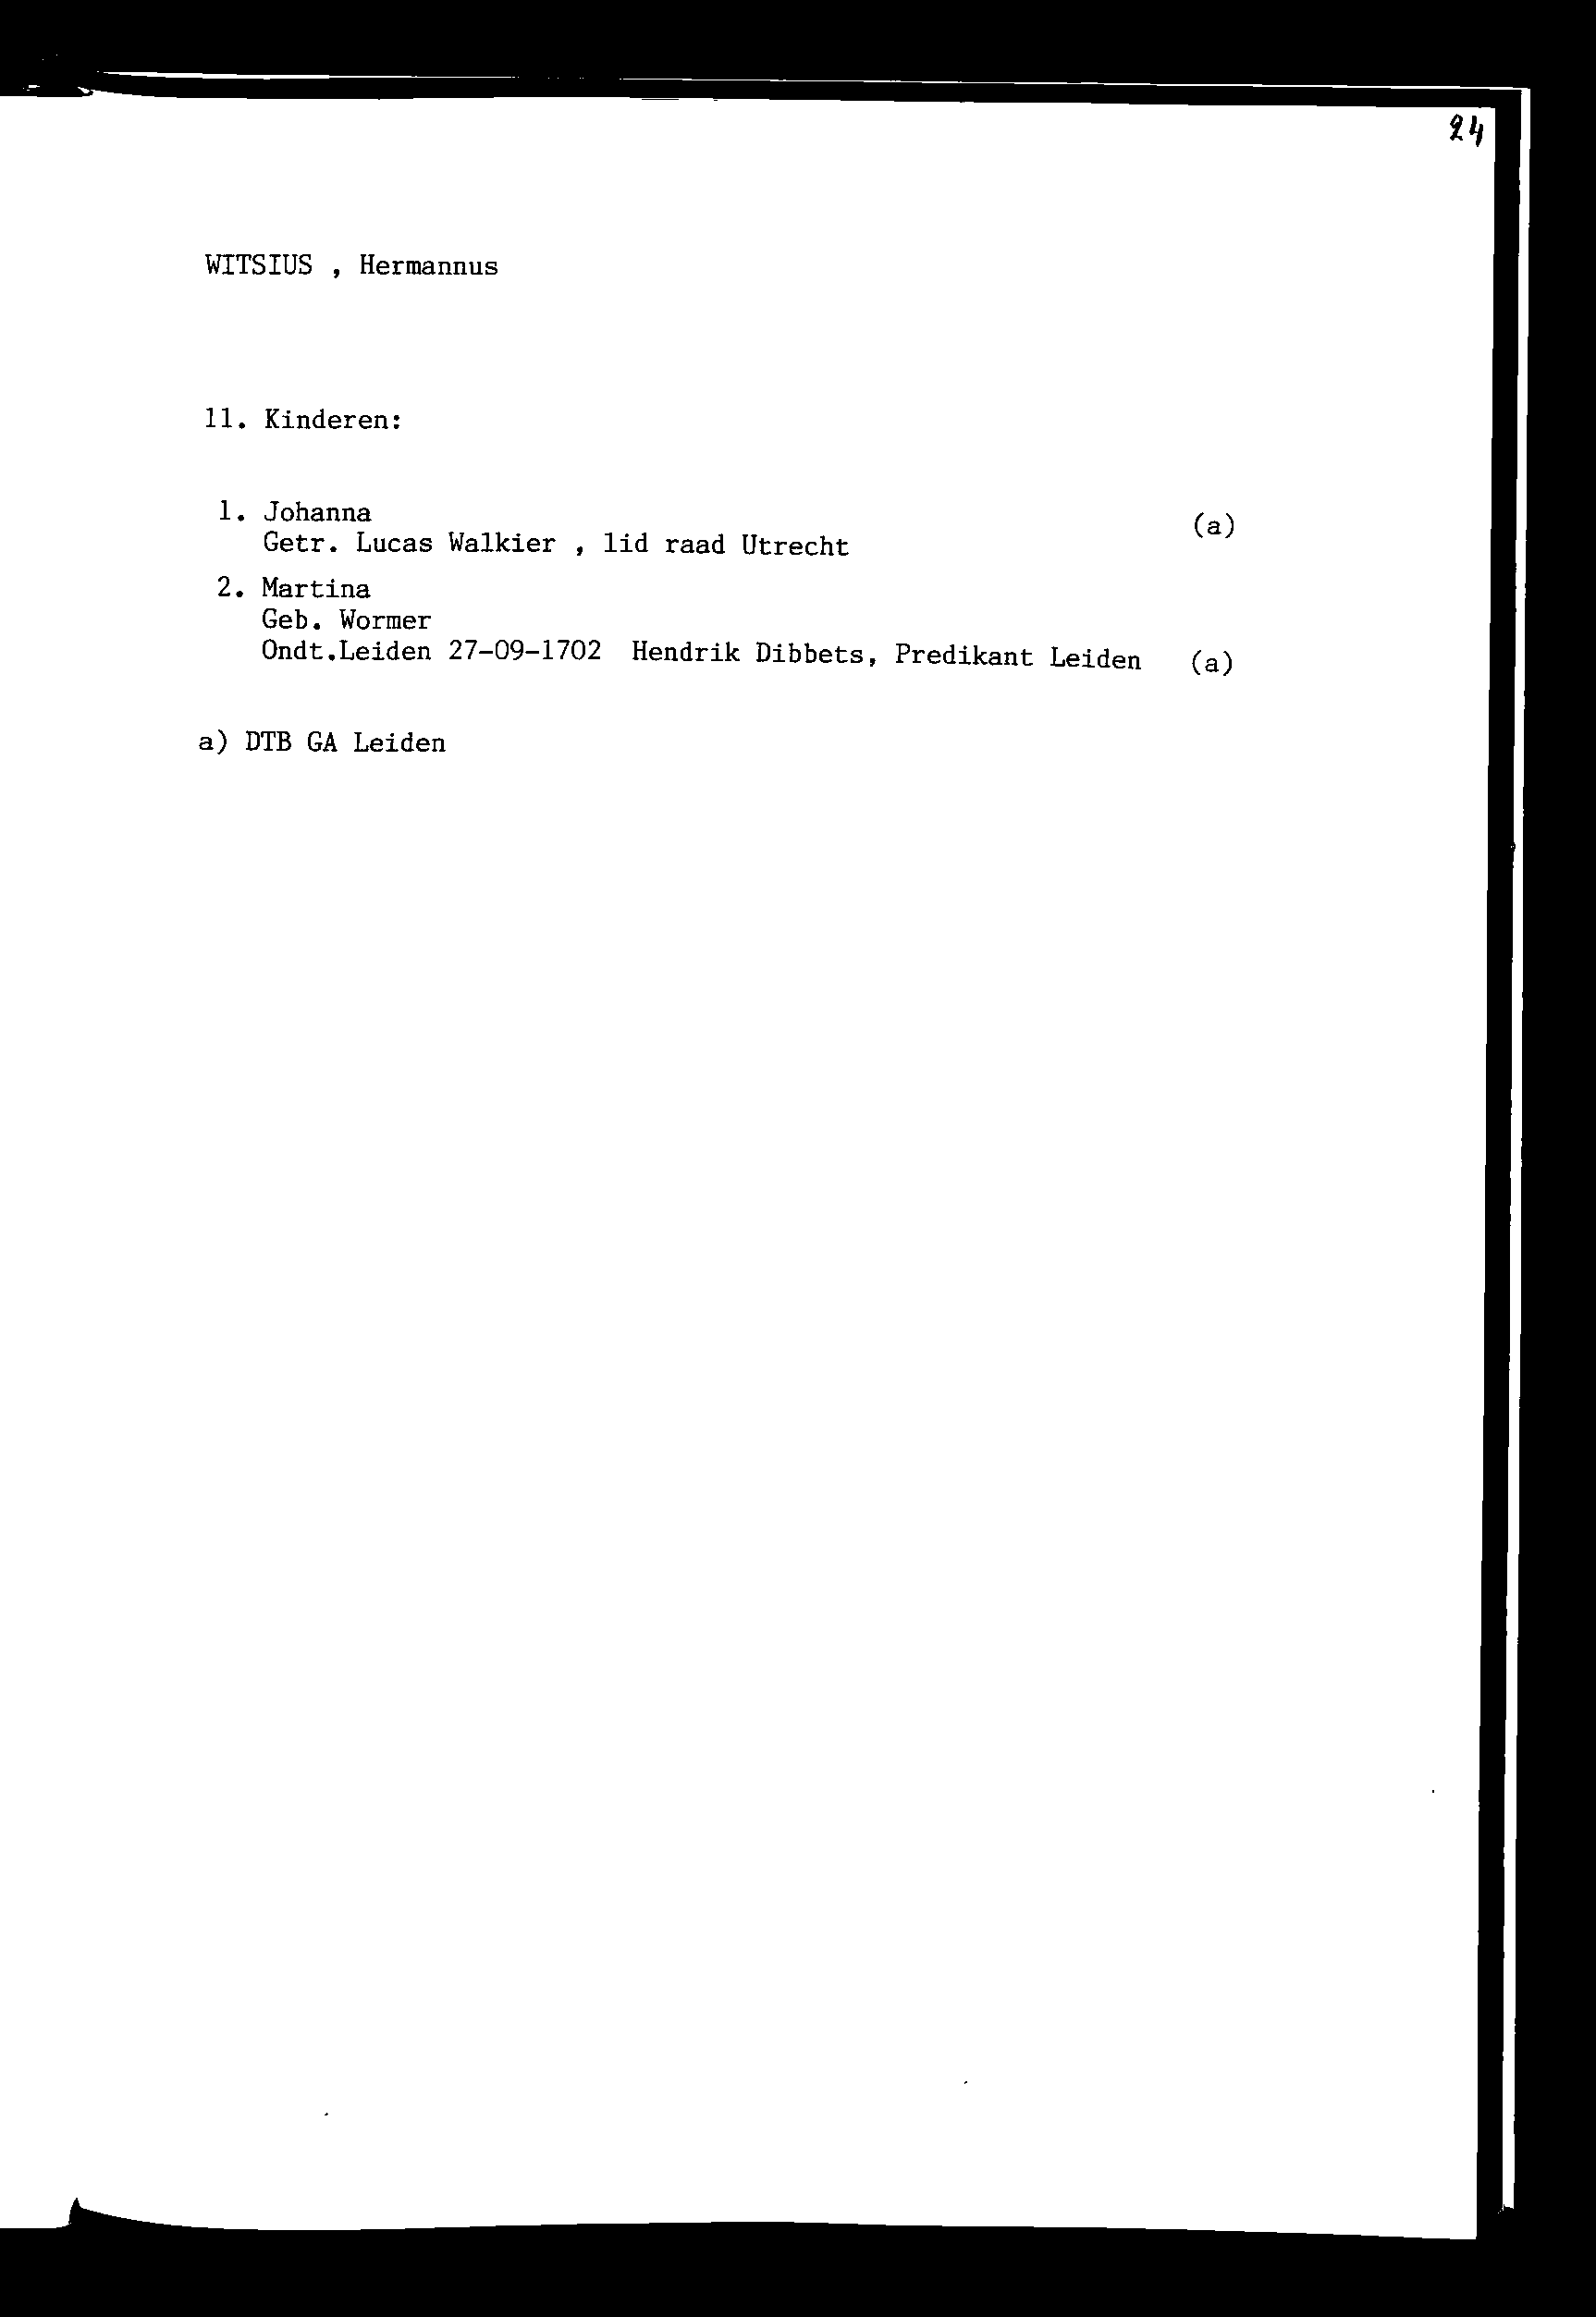 24
WITSIUS , Hermannus
11. Kinderen:
1. Johanna
Getr. Lucas Walkier , lid raad Utrecht (a)
2. Martina
Geb. Wormer
Ondt.Leiden 27-09-1702 Hendrik Dibbets, Predikant Leiden (a)
a) DTB GA Leiden